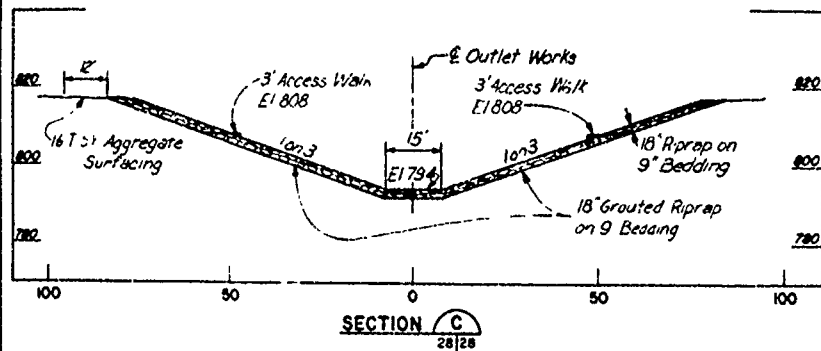 12'
820
3' Access Walk
El 808
16 T Aggregate
Surfacing
1 on 3
800
780
℄ Outlet Works
15'
El 794
3' Access Walk
El 808
1 on 3
820
18" Riprap on
9" Bedding
800
18" Grouted Riprap
on 9 Bedding
780
100
50
0
50
100
SECTION C
28|28